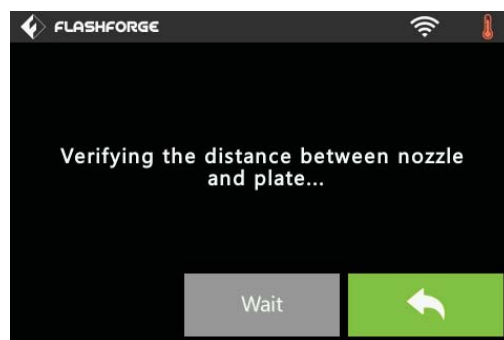 FLASHFORGE
Verifying the distance between nozzle
and plate...
Wait